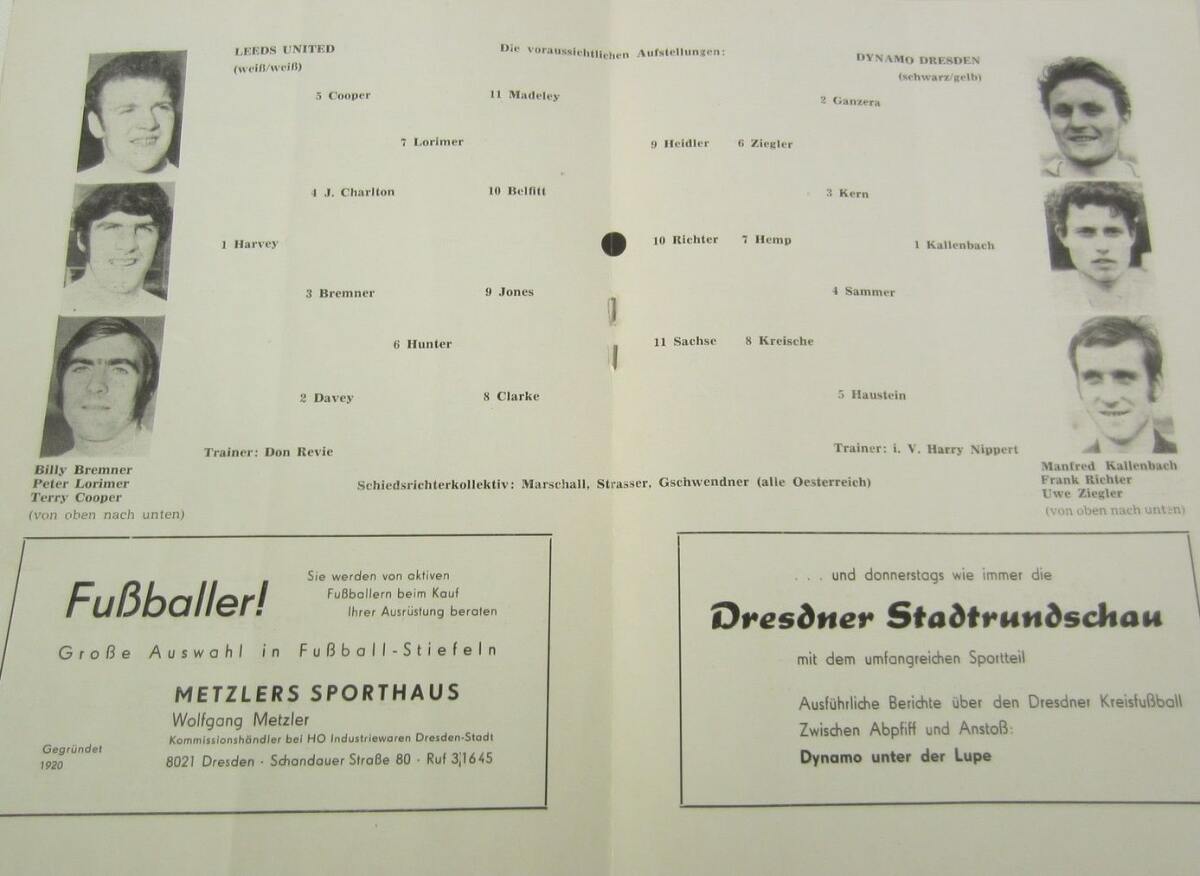 Die voraussichtlichen Aufstellungen:
LEEDS UNITED
(weiß/weiß)
5 Cooper
11 Madeley
7 Lorimer
4 J. Charlton
10 Belfitt
1 Harvey
3 Bremner
9 Jones
6 Hunter
2 Davey
8 Clarke
Trainer: Don Revie
Billy Bremner
Peter Lorimer
Terry Cooper
(von oben nach unten)
DYNAMO DRESDEN
(schwarz/gelb)
2 Ganzera
9 Heidler 6 Ziegler
3 Kern
10 Richter 7 Hemp
1 Kallenbach
4 Sammer
11 Sachse 8 Kreische
5 Haustein
Trainer: i. V. Harry Nippert
Manfred Kallenbach
Frank Richter
Uwe Ziegler
(von oben nach unten)
Schiedsrichterkollektiv: Marschall, Strasser, Gschwendner (alle Oesterreich)
Fußballer!
Sie werden von aktiven
Fußballern beim Kauf
Ihrer Ausrüstung beraten
Große Auswahl in Fußball-Stiefeln
METZLERS SPORTHAUS
Wolfgang Metzler
Kommissionshändler bei HO Industriewaren Dresden-Stadt
8021 Dresden · Schandauer Straße 80 · Ruf 31645
Gegründet
1920
. . . und donnerstags wie immer die
Dresdner Stadtrundschau
mit dem umfangreichen Sportteil
Ausführliche Berichte über den Dresdner Kreisfußball
Zwischen Abpfiff und Anstoß:
Dynamo unter der Lupe